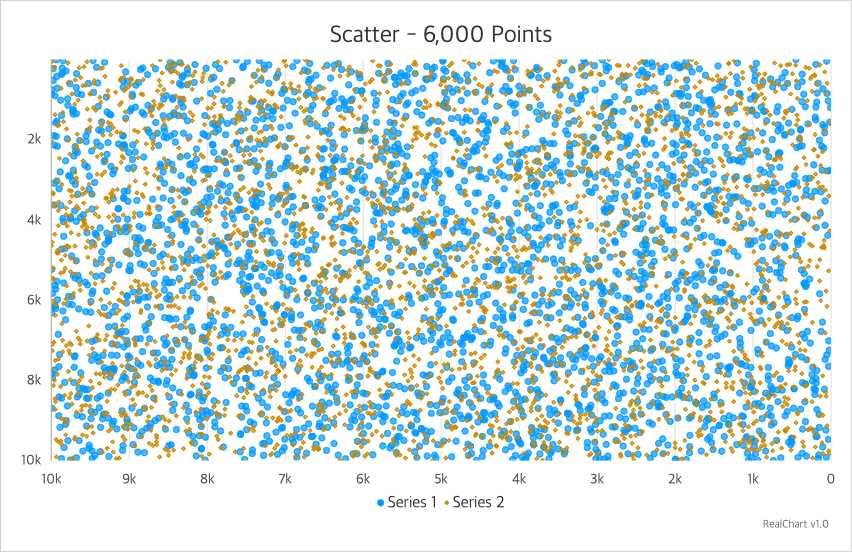 Scatter - 6,000 Points
2k
4k
6k
8k
10k
10k 9k 8k 7k 6k 5k 4k 3k 2k 1k 0
Series 1 Series 2
RealChart v1.0